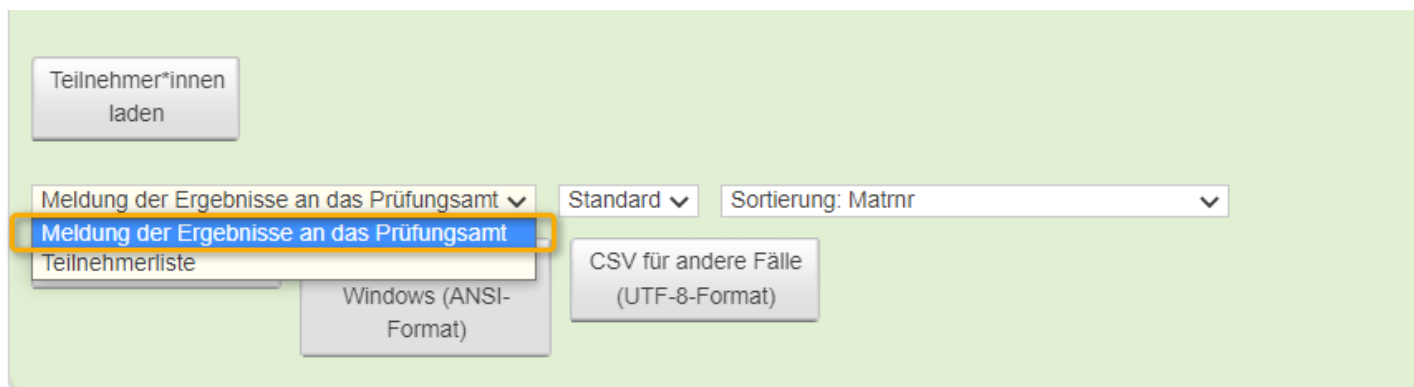 Teilnehmer*innen
laden
Meldung der Ergebnisse an das Prüfungsamt
Standard
Sortierung: Matrnr
Meldung der Ergebnisse an das Prüfungsamt
Teilnehmerliste
CSV für andere Fälle
(UTF-8-Format)
Windows (ANSI-
Format)